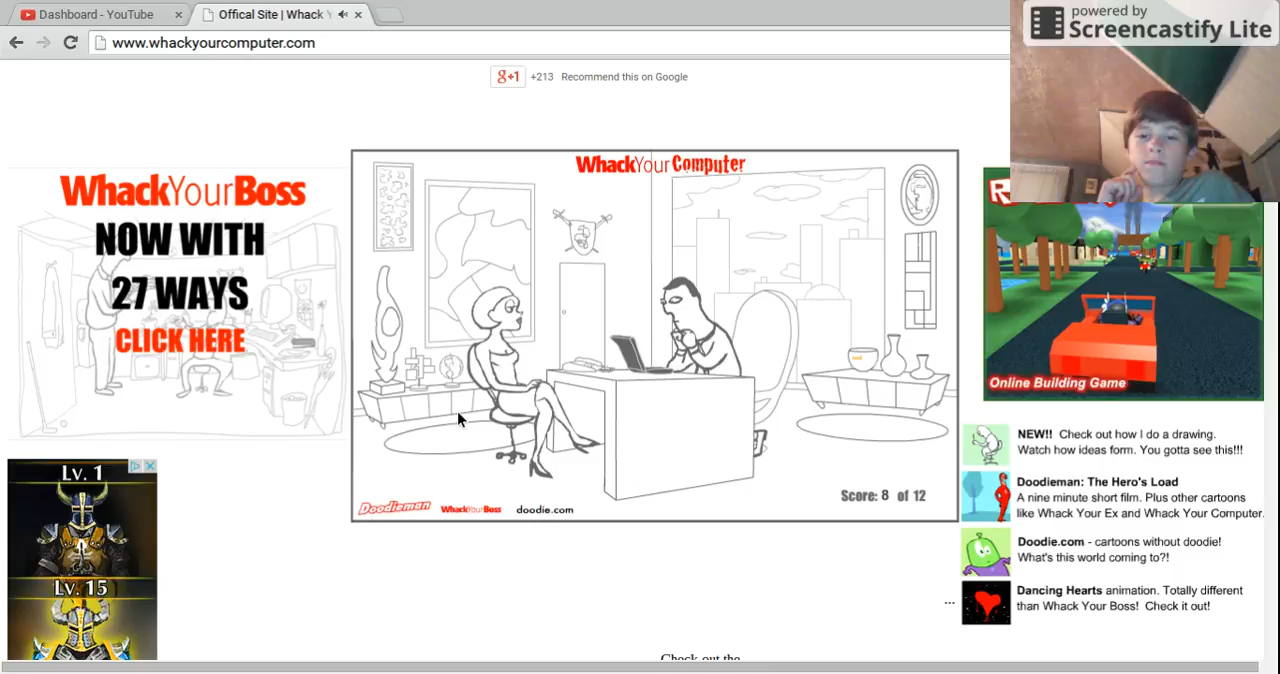 Dashboard - YouTube
Offical Site | Whack Y
powered by
Screencastify Lite
www.whackyourcomputer.com
g+1 +213 Recommend this on Google
WhackYourBoss
NOW WITH
27 WAYS
CLICK HERE
Lv. 1
Lv. 15
WhackYourComputer
Score: 8 of 12
Doodieman WhackYourBoss doodie.com
R
Online Building Game
NEW!! Check out how I do a drawing.
Watch how ideas form. You gotta see this!!!
Doodieman: The Hero's Load
A nine minute short film. Plus other cartoons
like Whack Your Ex and Whack Your Computer.
Doodie.com - cartoons without doodie!
What's this world coming to?!
...
Dancing Hearts animation. Totally different
than Whack Your Boss! Check it out!
Check out the